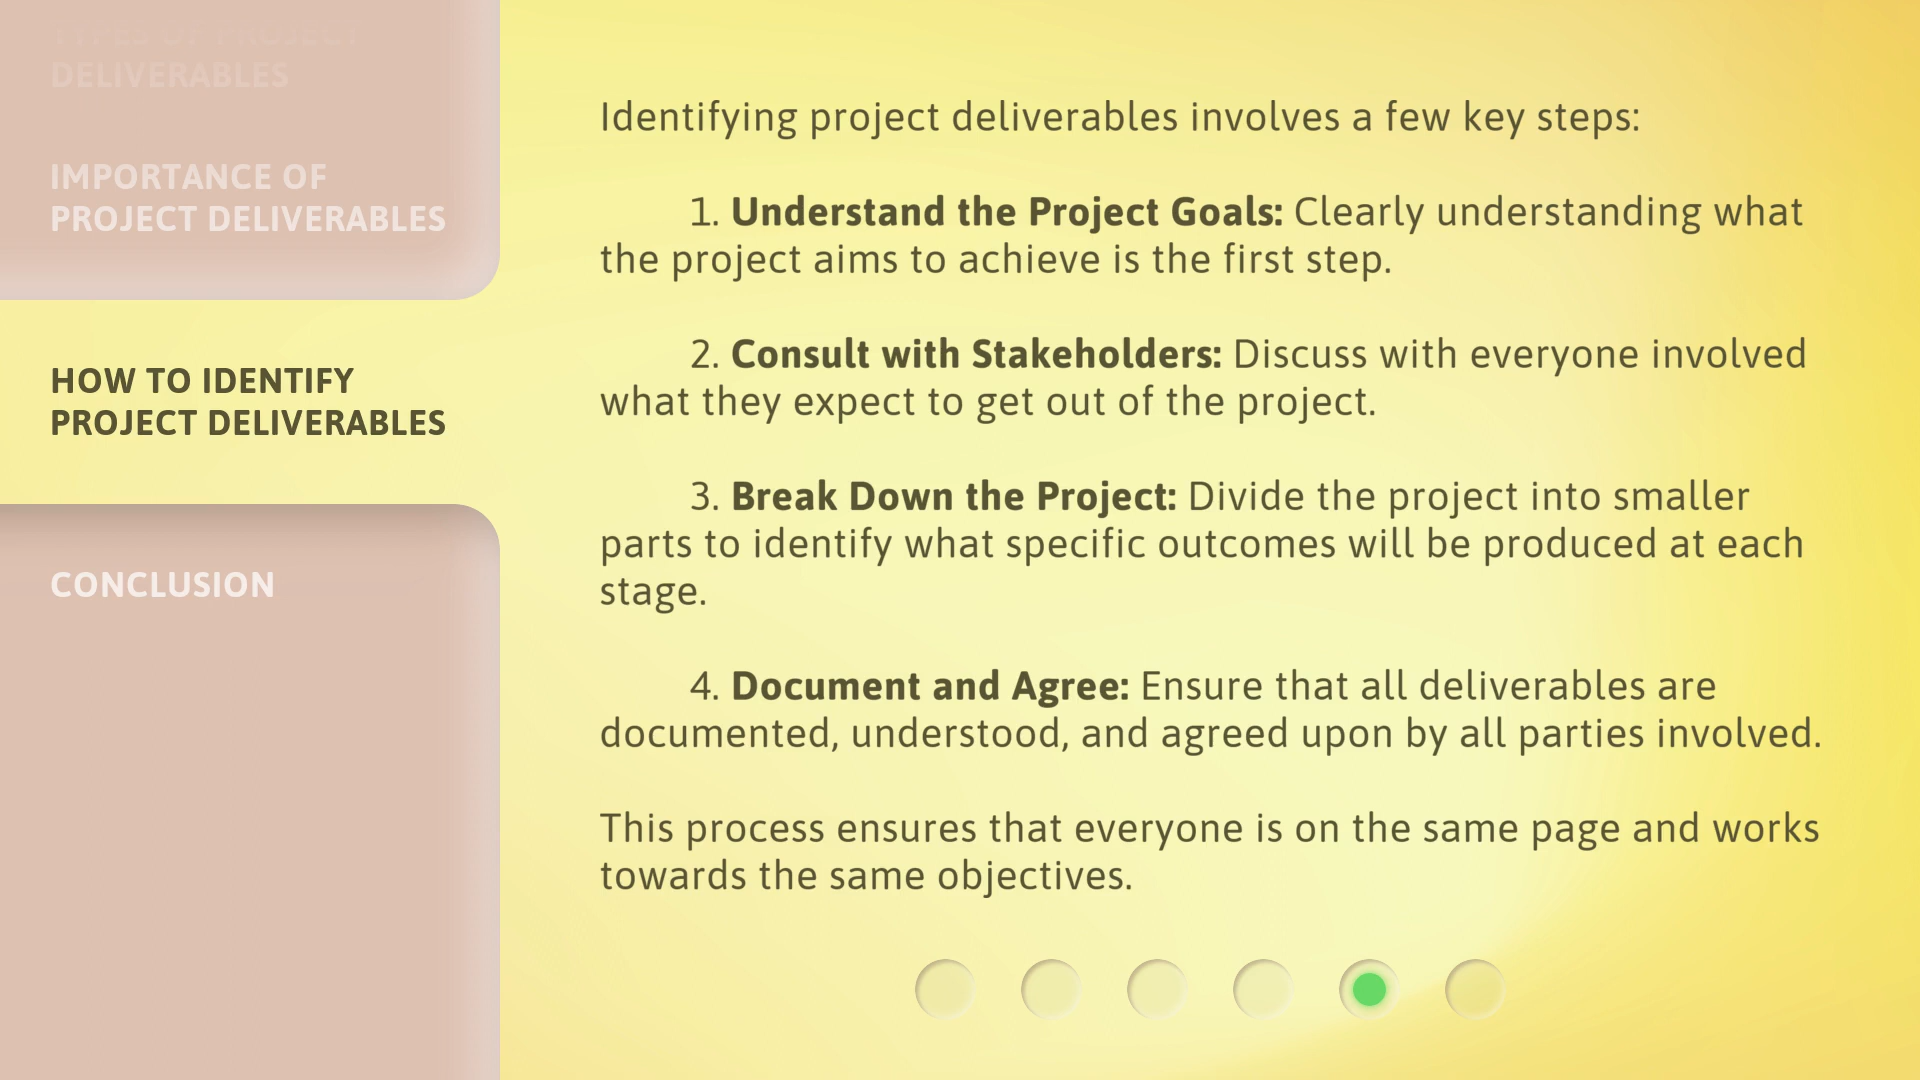 TYPES OF PROJECT
DELIVERABLES
IMPORTANCE OF
PROJECT DELIVERABLES
HOW TO IDENTIFY
PROJECT DELIVERABLES
CONCLUSION
Identifying project deliverables involves a few key steps:
1. Understand the Project Goals: Clearly understanding what
the project aims to achieve is the first step.
2. Consult with Stakeholders: Discuss with everyone involved
what they expect to get out of the project.
3. Break Down the Project: Divide the project into smaller
parts to identify what specific outcomes will be produced at each
stage.
4. Document and Agree: Ensure that all deliverables are
documented, understood, and agreed upon by all parties involved.
This process ensures that everyone is on the same page and works
towards the same objectives.